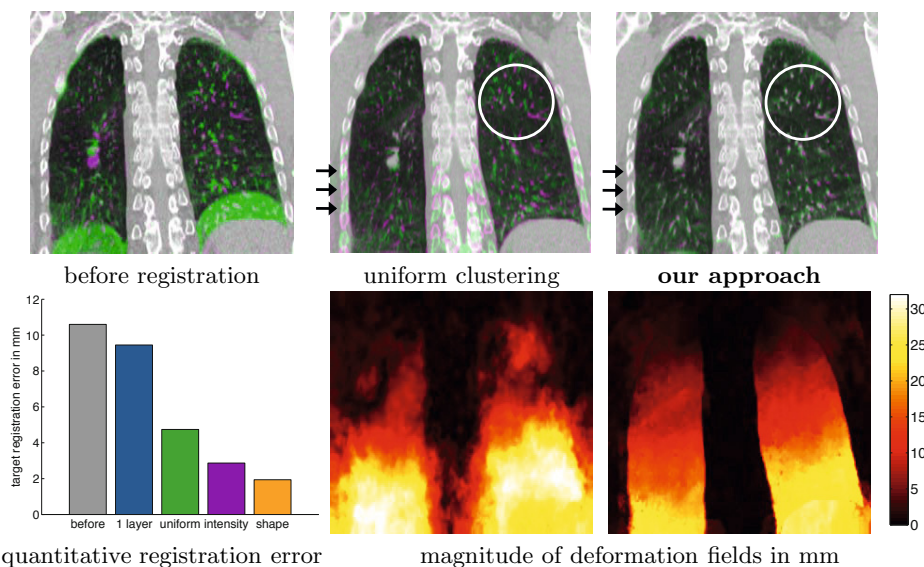 before registration
uniform clustering
our approach
target registration error in mm
12
10
8
6
4
2
0
before 1 layer uniform intensity shape
30
25
20
15
10
5
0
quantitative registration error
magnitude of deformation fields in mm